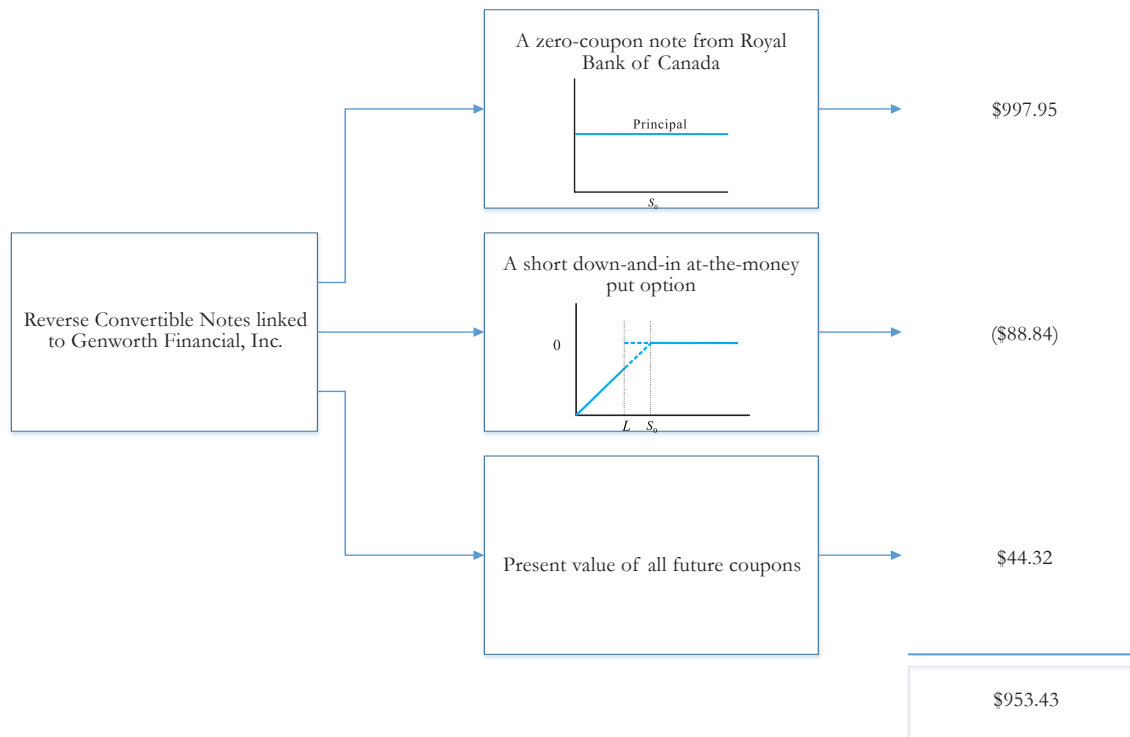 A zero-coupon note from Royal
Bank of Canada
Principal
S₀
$997.95
Reverse Convertible Notes linked
to Genworth Financial, Inc.
A short down-and-in at-the-money
put option
0
L S₀
($88.84)
Present value of all future coupons
$44.32
$953.43